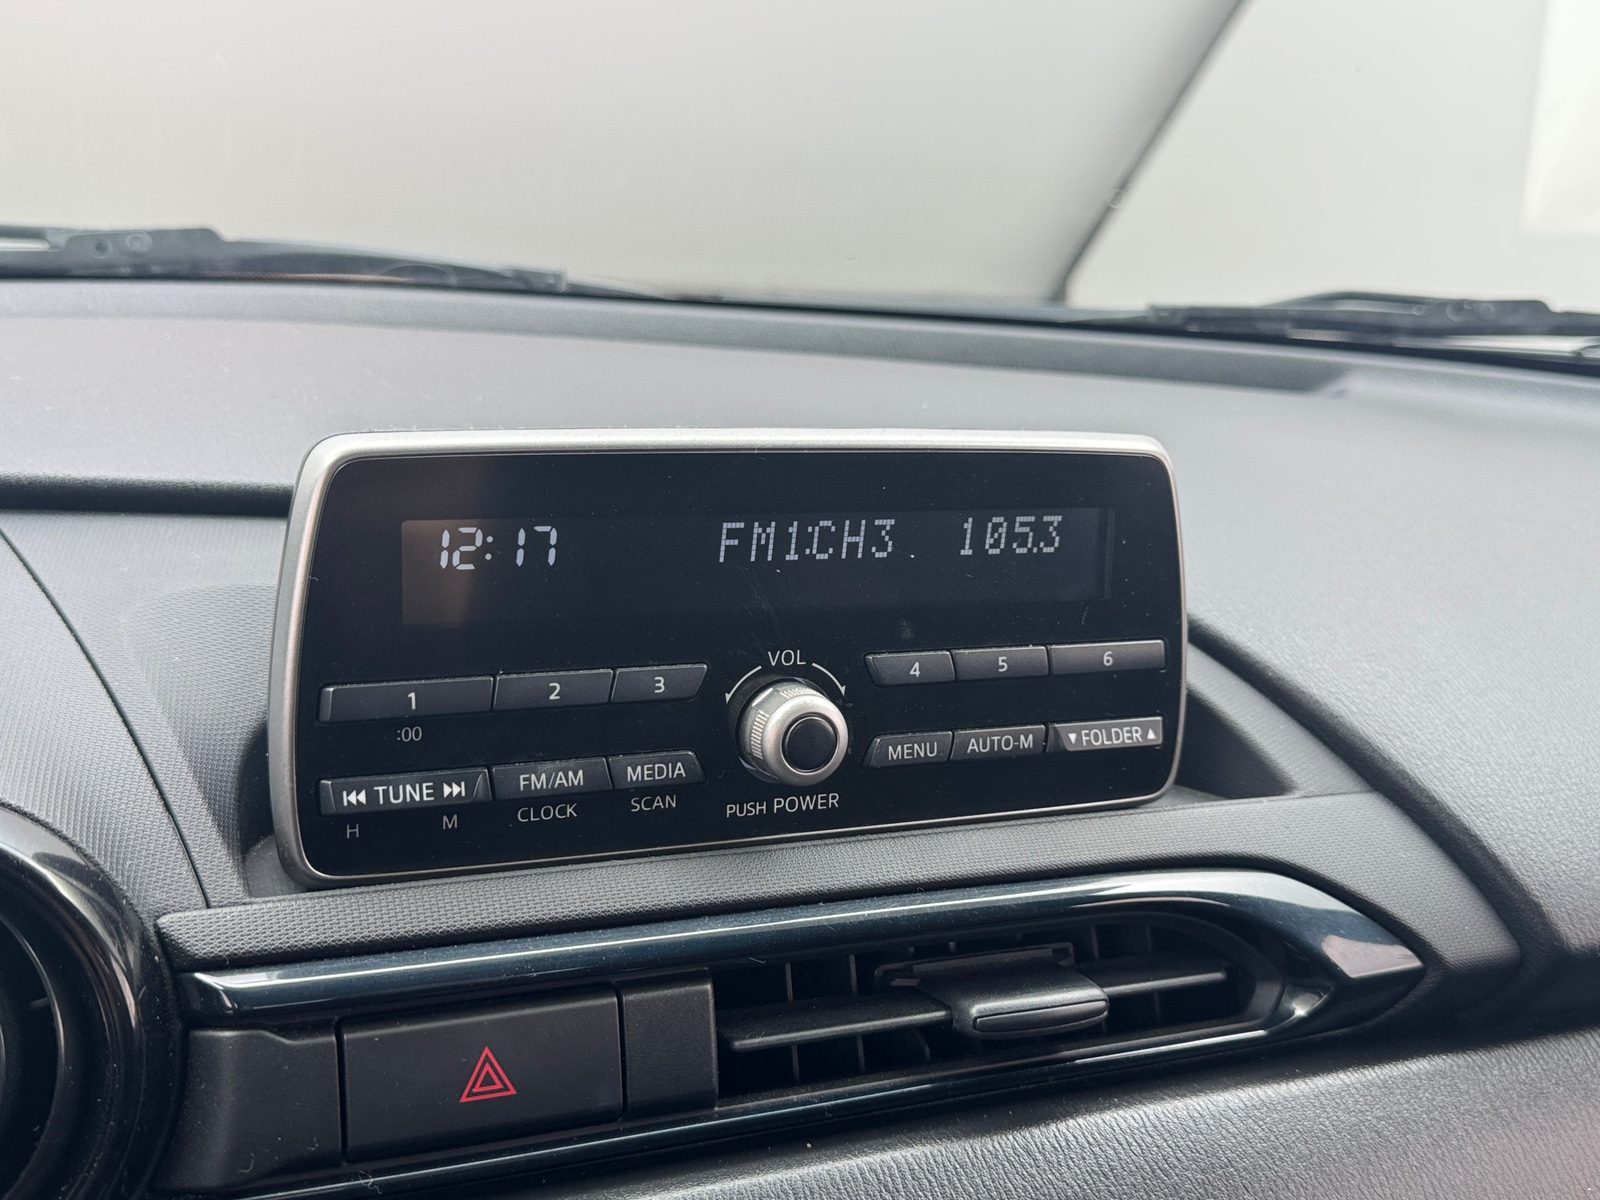 12:17 FM1:CH3 105.3
VOL
1 2 3 4 5 6
:00
TUNE FM/AM MEDIA MENU AUTO-M ▼FOLDER▲
H M CLOCK SCAN PUSH POWER